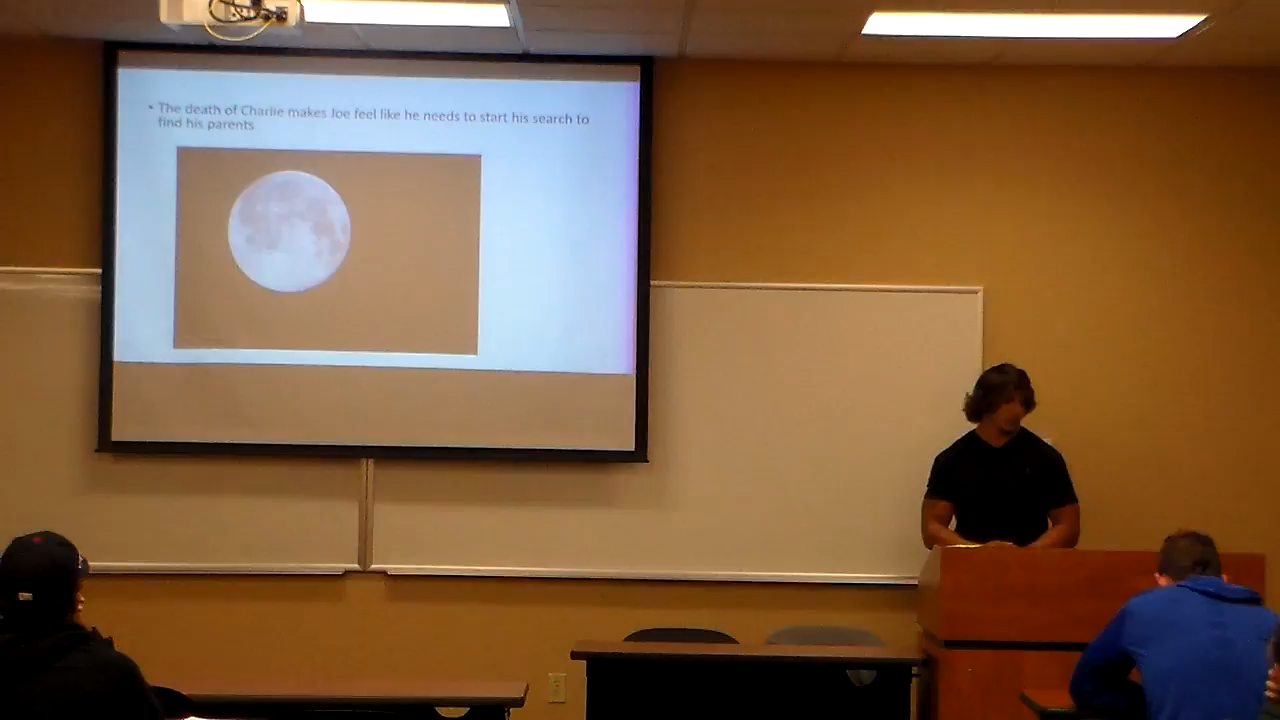 • The death of Charlie makes Joe feel like he needs to start his search to
find his parents